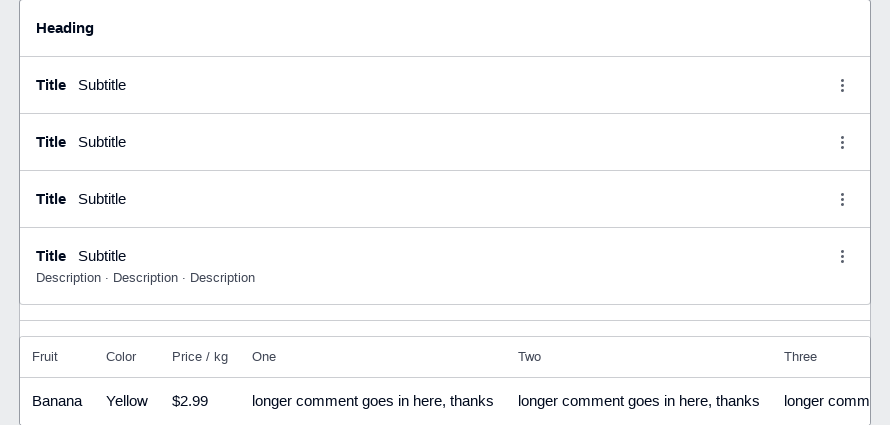 Heading
Title Subtitle
Title Subtitle
Title Subtitle
Title Subtitle
Description · Description · Description
Fruit Color Price / kg One Two Three
Banana Yellow $2.99 longer comment goes in here, thanks longer comment goes in here, thanks longer comm